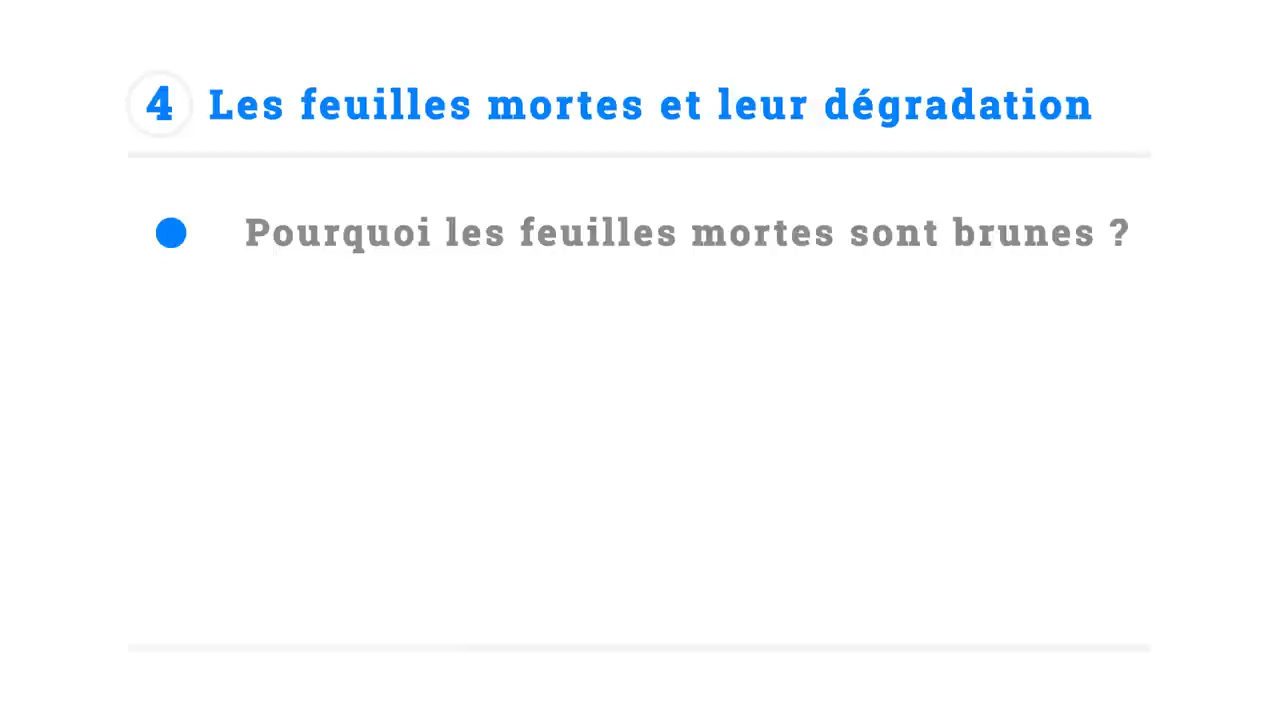 4 Les feuilles mortes et leur dégradation
Pourquoi les feuilles mortes sont brunes ?